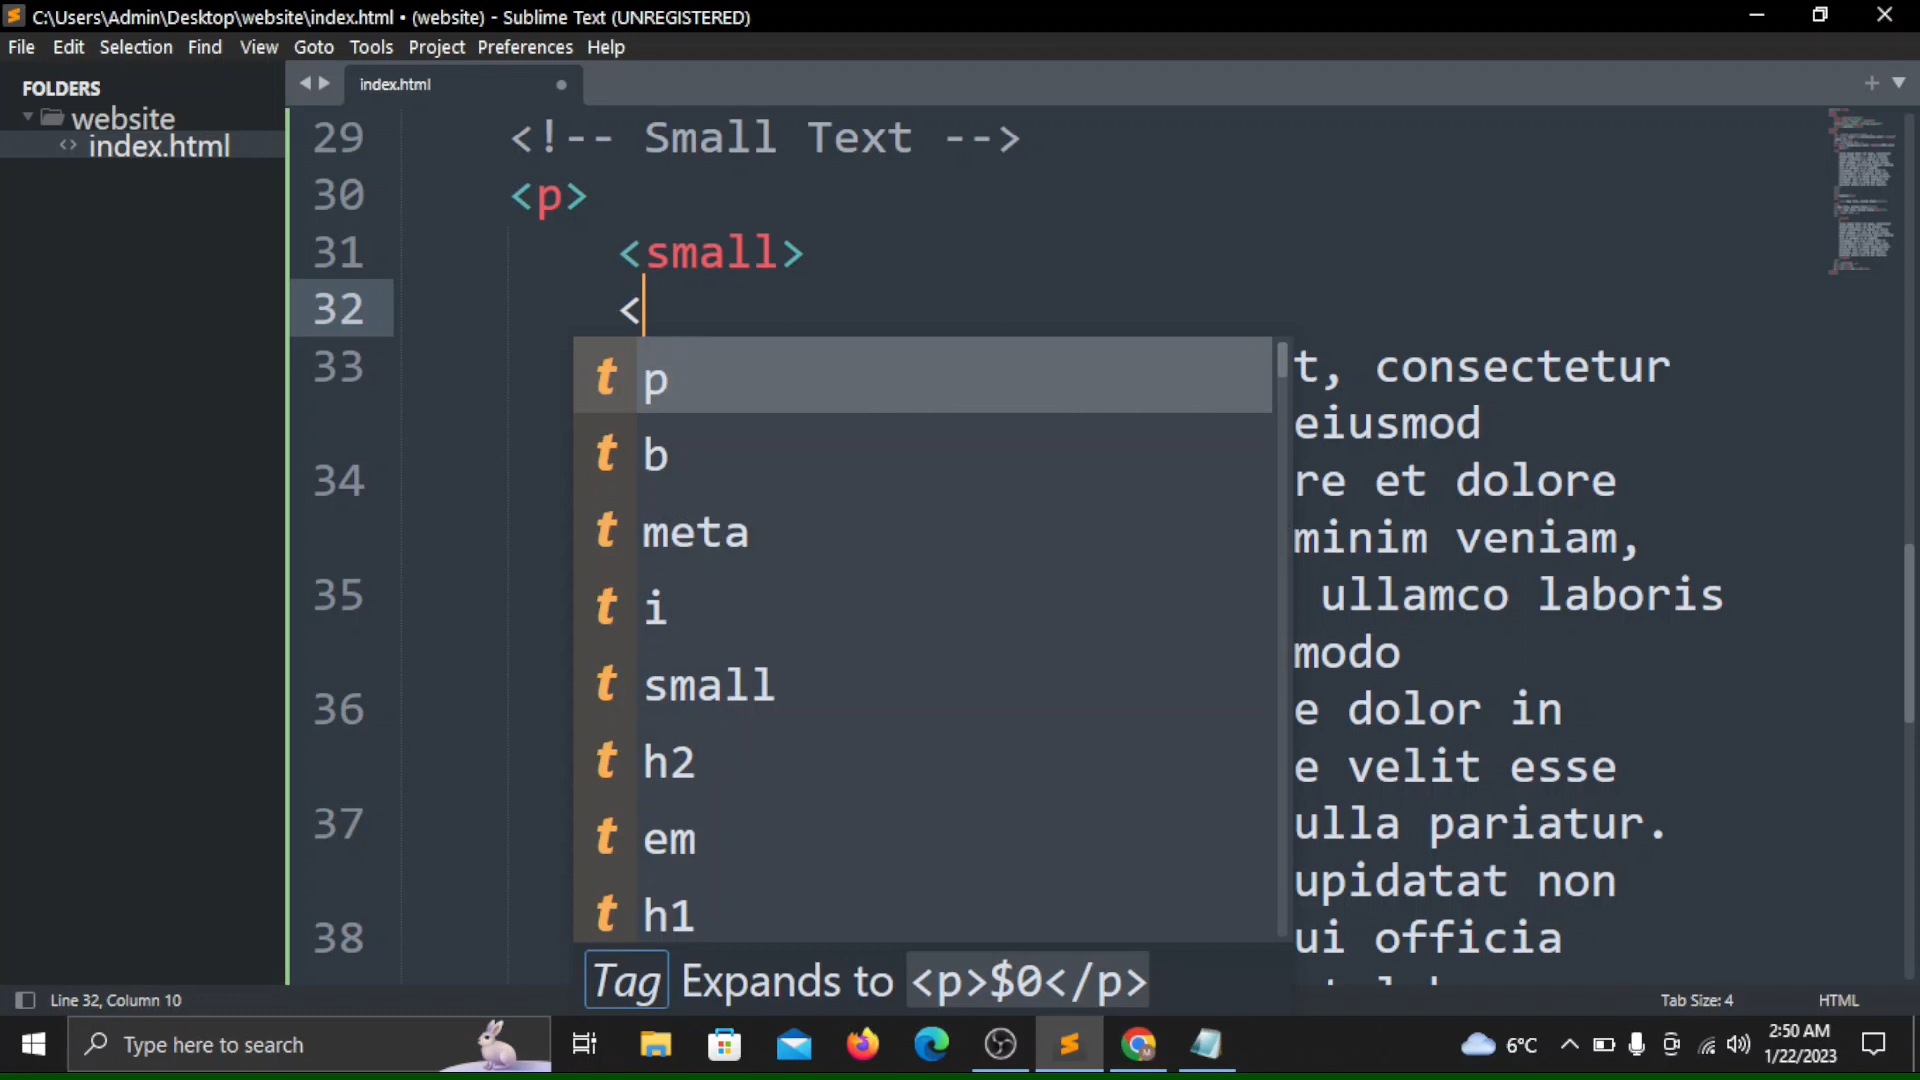 C:\Users\Admin\Desktop\website\index.html • (website) - Sublime Text (UNREGISTERED)
File Edit Selection Find View Goto Tools Project Preferences Help
FOLDERS
website
index.html
index.html
29 <!-- Small Text -->
30 <p>
31 <small>
32 <
33 t, consectetur
eiusmod
34 re et dolore
minim veniam,
35 ullamco laboris
modo
36 e dolor in
e velit esse
37 ulla pariatur.
upidatat non
38 ui officia
t p
t b
t meta
t i
t small
t h2
t em
t h1
Tag Expands to <p>$0</p>
Line 32, Column 10
Tab Size: 4
HTML
Type here to search
6°C
2:50 AM
1/22/2023